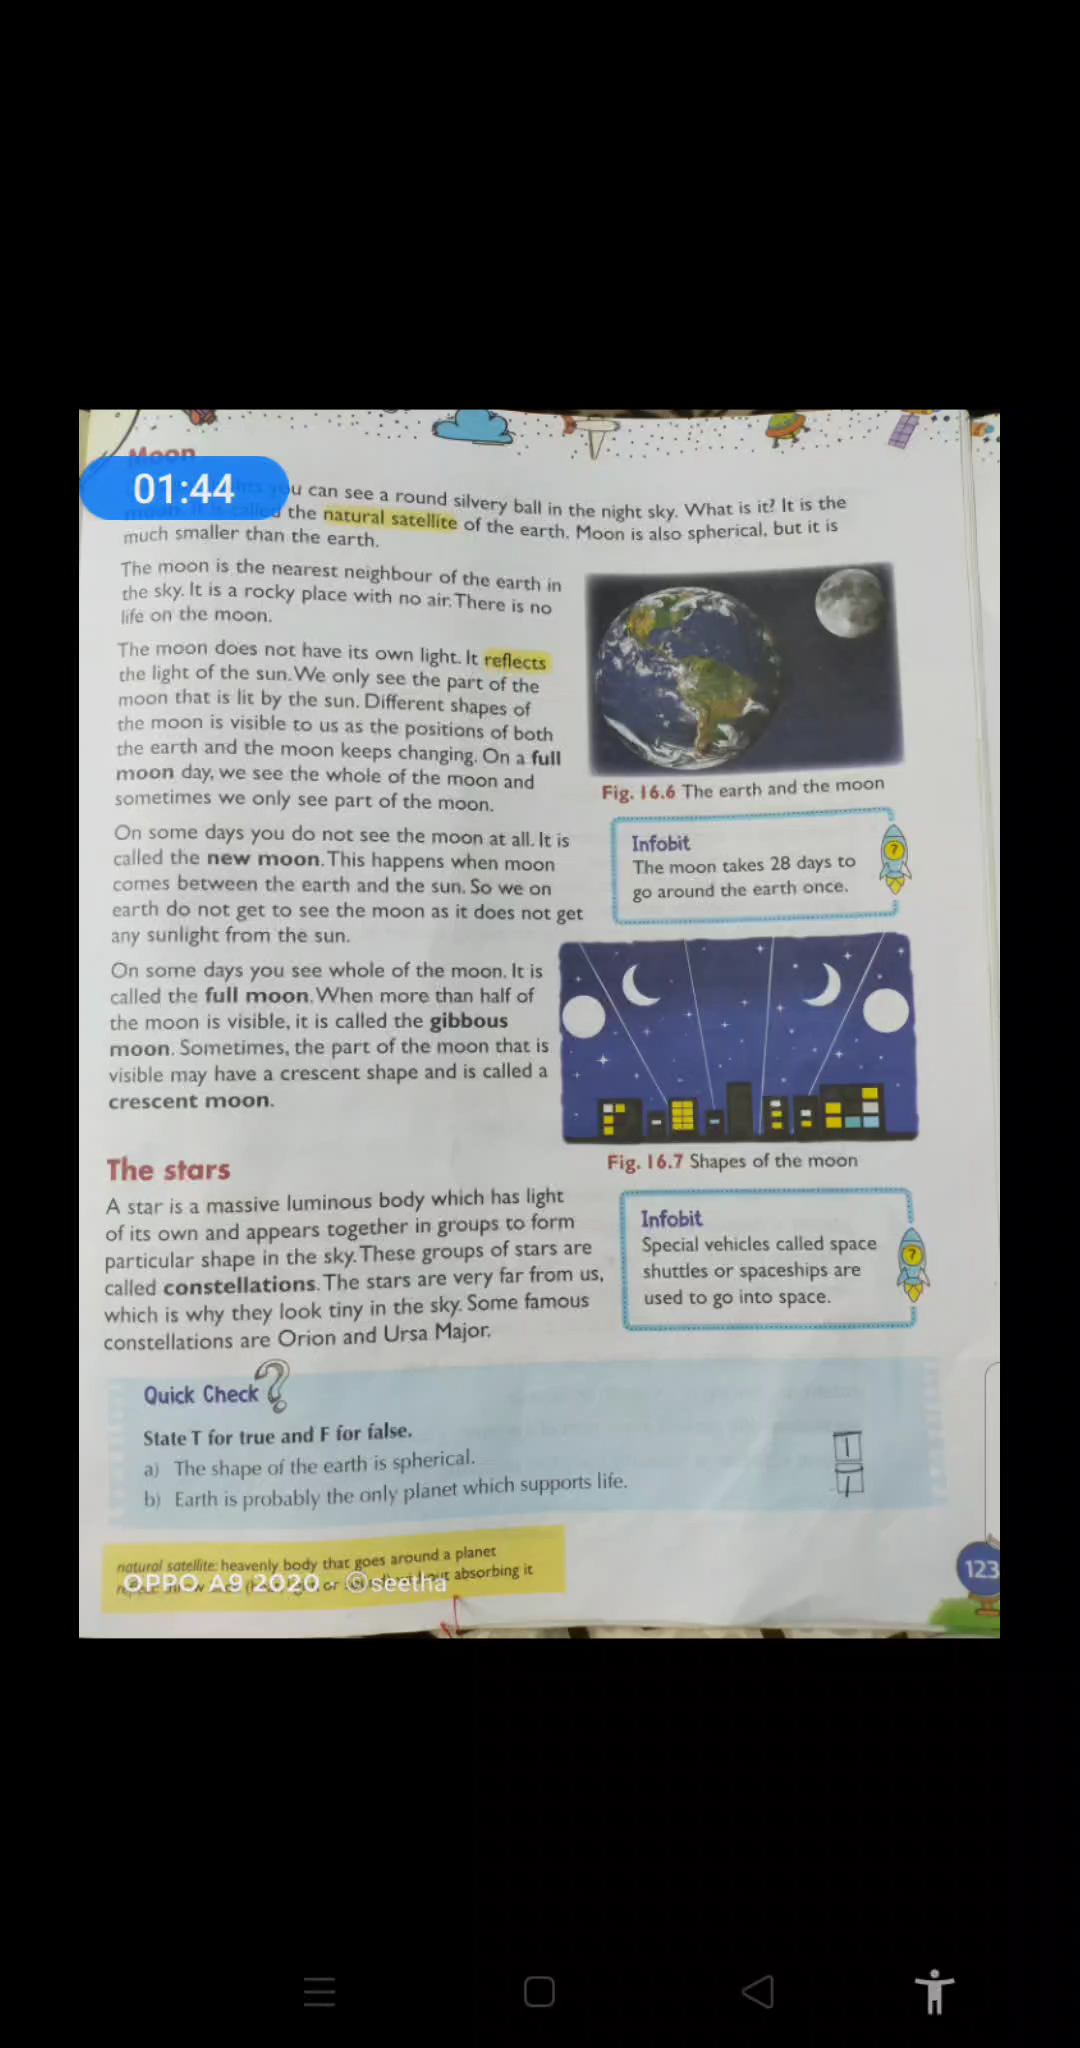 Moon
01:44
you can see a round silvery ball in the night sky. What is it? It is the
moon. It is called the natural satellite of the earth. Moon is also spherical, but it is
much smaller than the earth.
The moon is the nearest neighbour of the earth in
the sky. It is a rocky place with no air. There is no
life on the moon.
The moon does not have its own light. It reflects
the light of the sun. We only see the part of the
moon that is lit by the sun. Different shapes of
the moon is visible to us as the positions of both
the earth and the moon keeps changing. On a full
moon day, we see the whole of the moon and
sometimes we only see part of the moon.
Fig. 16.6 The earth and the moon
On some days you do not see the moon at all. It is
called the new moon. This happens when moon
comes between the earth and the sun. So we on
earth do not get to see the moon as it does not get
any sunlight from the sun.
Infobit
The moon takes 28 days to
go around the earth once.
?
On some days you see whole of the moon. It is
called the full moon. When more than half of
the moon is visible, it is called the gibbous
moon. Sometimes, the part of the moon that is
visible may have a crescent shape and is called a
crescent moon.
Fig. 16.7 Shapes of the moon
The stars
A star is a massive luminous body which has light
of its own and appears together in groups to form
particular shape in the sky. These groups of stars are
called constellations. The stars are very far from us,
which is why they look tiny in the sky. Some famous
constellations are Orion and Ursa Major.
Infobit
Special vehicles called space
shuttles or spaceships are
used to go into space.
?
Quick Check ?
State T for true and F for false.
a) The shape of the earth is spherical.
T
b) Earth is probably the only planet which supports life.
T
natural satellite: heavenly body that goes around a planet
or absorbing it
OPPO A9 2020 · ©seetha
123